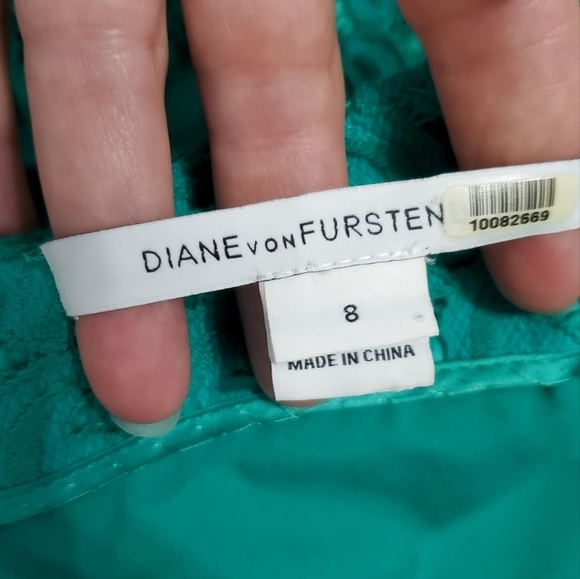 DIANE VON FURSTEN
10082669
8
MADE IN CHINA